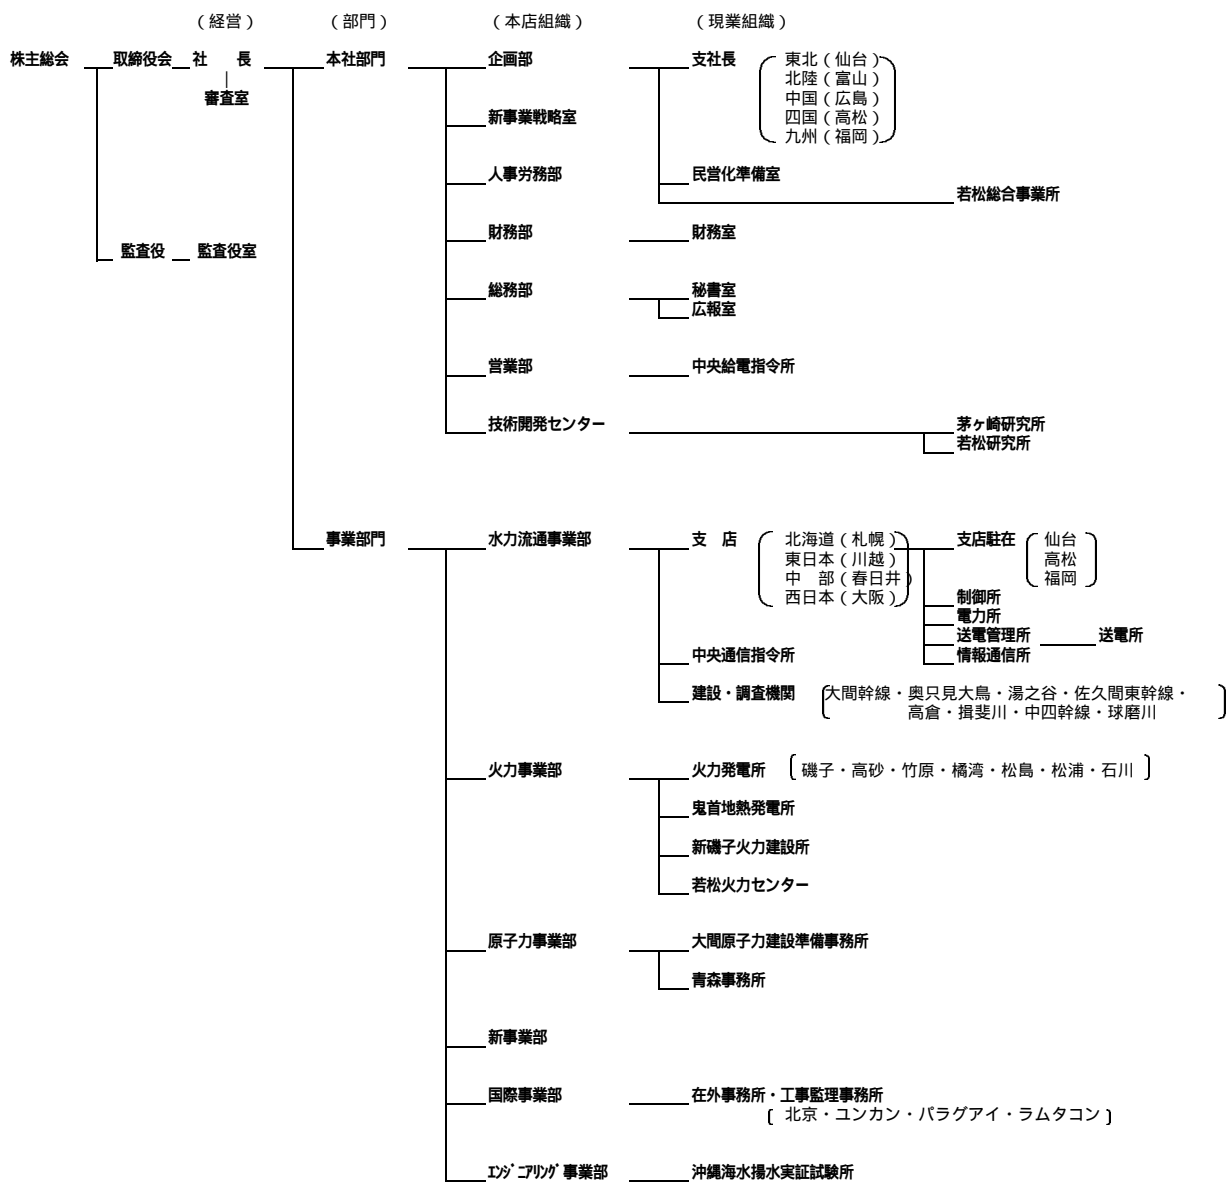 （経営） （部門） （本店組織） （現業組織）
株主総会 取締役会 社　長 本社部門 企画部 支社長 東北（仙台）
北陸（富山）
審査室 中国（広島）
新事業戦略室 四国（高松）
九州（福岡）
人事労務部 民営化準備室
若松総合事業所
財務部 財務室
監査役 監査役室
総務部 秘書室
広報室
営業部 中央給電指令所
技術開発センター 茅ヶ崎研究所
若松研究所
事業部門 水力流通事業部 支　店 北海道（札幌） 支店駐在 仙台
東日本（川越） 高松
中　部（春日井） 福岡
西日本（大阪） 制御所
電力所
送電管理所 送電所
中央通信指令所 情報通信所
建設・調査機関 大間幹線・奥只見大鳥・湯之谷・佐久間東幹線・
高倉・揖斐川・中四幹線・球磨川
火力事業部 火力発電所 磯子・高砂・竹原・橘湾・松島・松浦・石川
鬼首地熱発電所
新磯子火力建設所
若松火力センター
原子力事業部 大間原子力建設準備事務所
青森事務所
新事業部
国際事業部 在外事務所・工事監理事務所
北京・ユンカン・パラグアイ・ラムタコン
ｴﾝｼﾞﾆｱﾘﾝｸﾞ事業部 沖縄海水揚水実証試験所